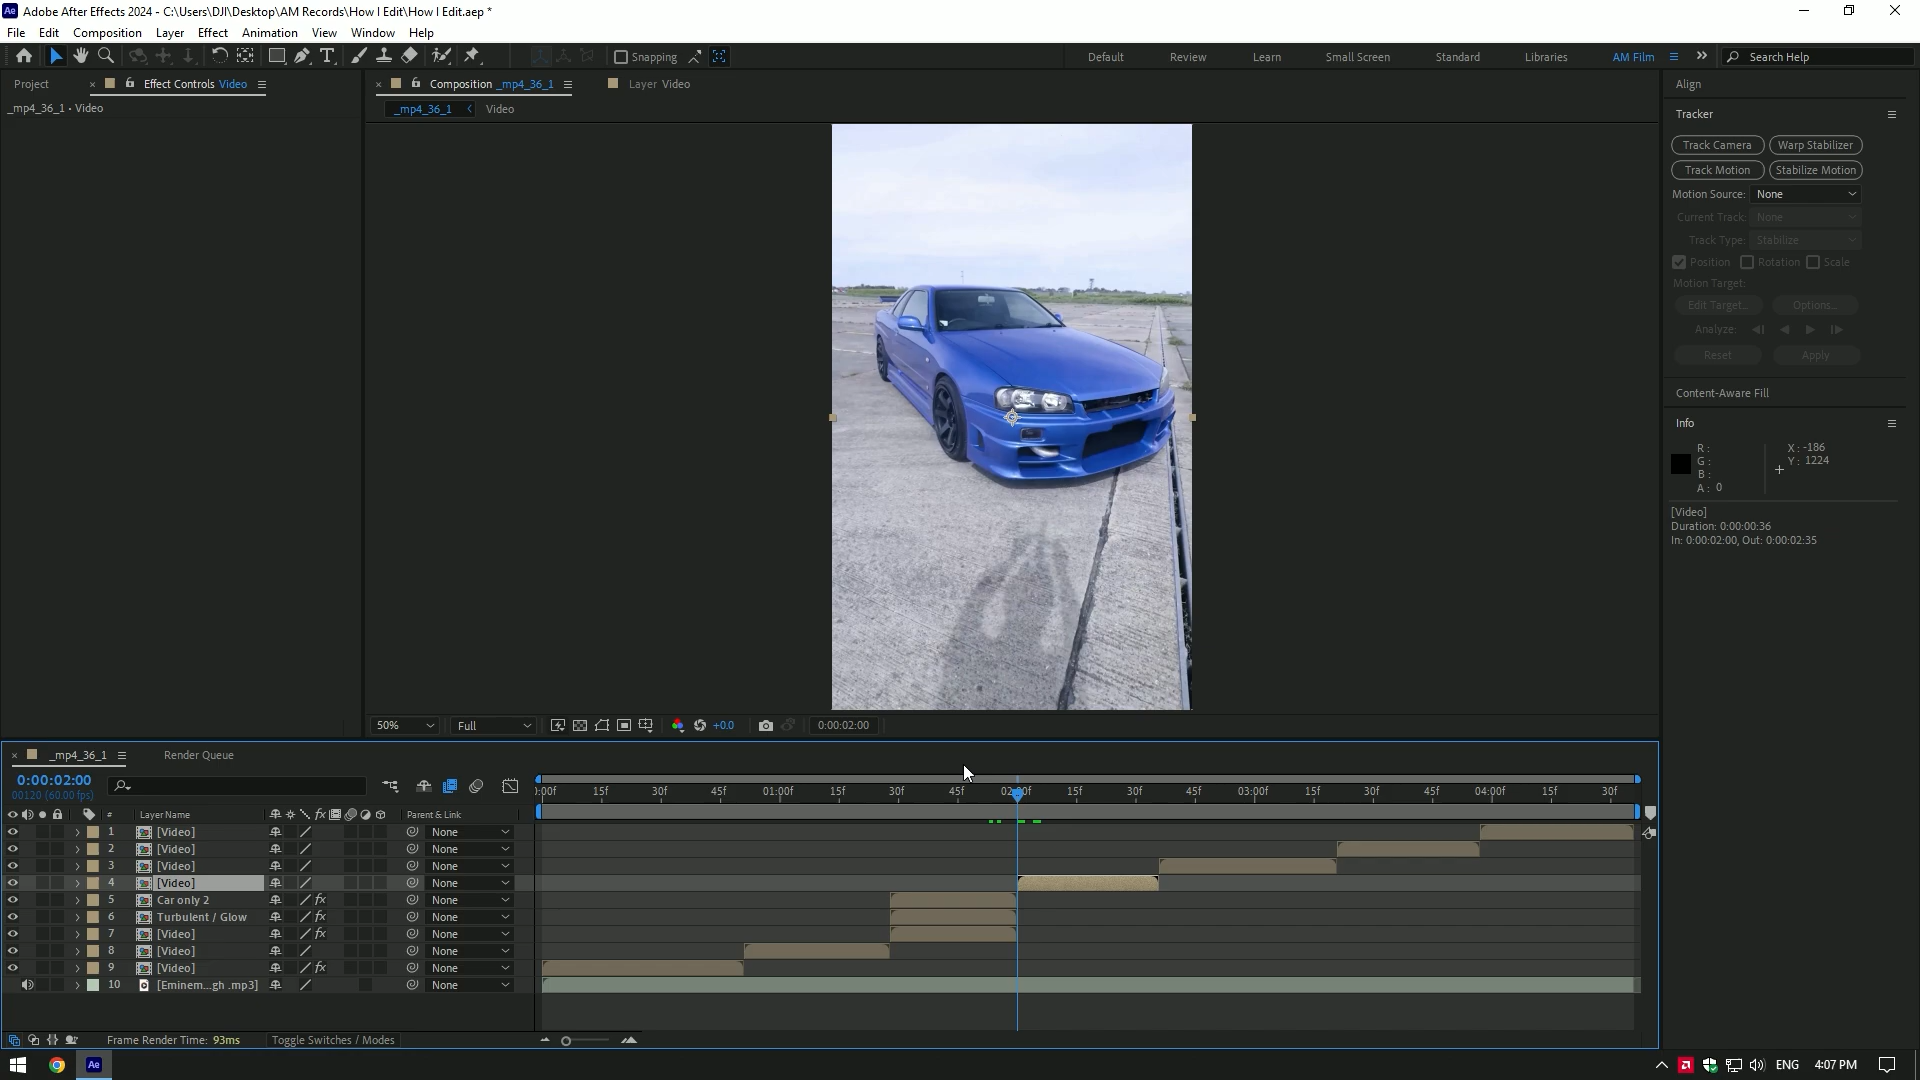 Adobe After Effects 2024 - C:\Users\DJI\Desktop\AM Records\How I Edit\How I Edit.aep *
File Edit Composition Layer Effect Animation View Window Help
Snapping Default Review Learn Small Screen Standard Libraries AM Film Search Help
Project Effect Controls Video Composition _mp4_36_1 Layer Video Align
_mp4_36_1 • Video _mp4_36_1 Video
Tracker
Track Camera Warp Stabilizer
Track Motion Stabilize Motion
Motion Source: None
Current Track: None
Track Type: Stabilize
Position Rotation Scale
Motion Target:
Edit Target... Options...
Analyze:
Reset Apply
Content-Aware Fill
Info
R: X: -186
G: Y: 1224
B:
A: 0
[Video]
Duration: 0:00:00:36
In: 0:00:02:00, Out: 0:00:02:35
50% Full +0.0 0:00:02:00
_mp4_36_1 Render Queue
0:00:02:00
00120 (60.00 fps)
:00f 15f 30f 45f 01:00f 15f 30f 45f 02:00f 15f 30f 45f 03:00f 15f 30f 45f 04:00f 15f 30f
# Layer Name fx Parent & Link
1 [Video] None
2 [Video] None
3 [Video] None
4 [Video] None
5 Car only 2 fx None
6 Turbulent / Glow fx None
7 [Video] fx None
8 [Video] None
9 [Video] fx None
10 [Eminem...gh .mp3] None
Frame Render Time: 93ms Toggle Switches / Modes
Ae ENG 4:07 PM